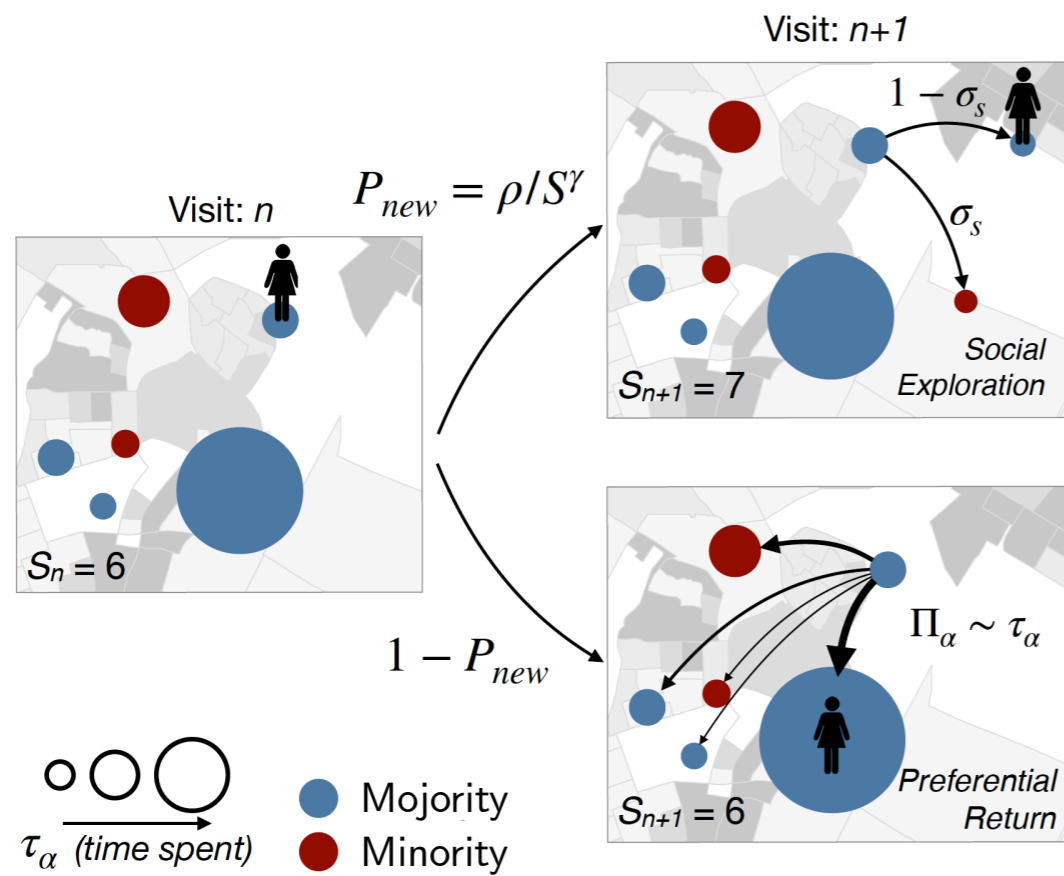 Visit: n+1
1 − σₛ
Pₙₑw = ρ/Sᵞ
Visit: n
σₛ
Social
Exploration
Sₙ₊₁ = 7
Sₙ = 6
Πα ~ τα
1 − Pₙₑw
Preferential
Return
Sₙ₊₁ = 6
Mojority
Minority
τα (time spent)